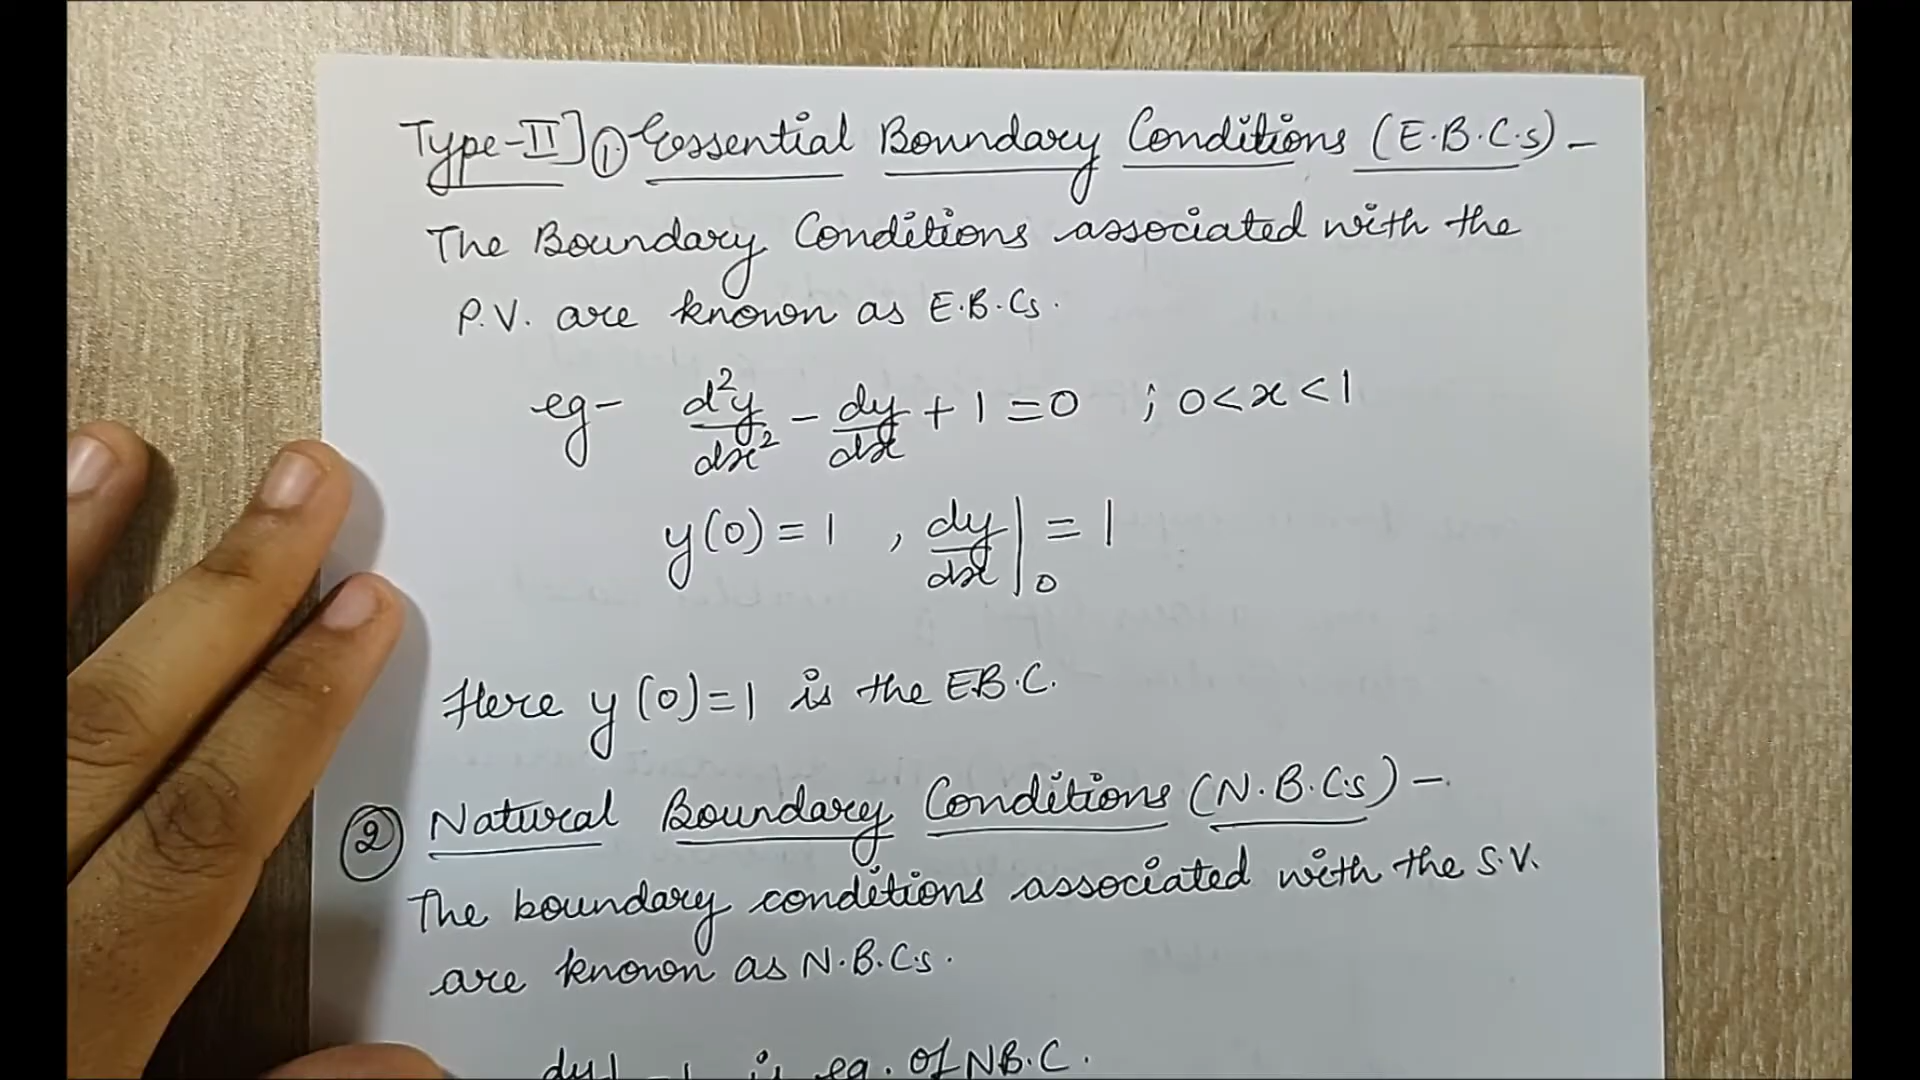 Type-II] ① Essential Boundary Conditions (E.B.C.s) –
The Boundary Conditions associated with the
P.V. are known as E.B.Cs.
eg- d²y/dx² - dy/dx + 1 = 0 ; 0<x<1
y(0) = 1 , dy/dx|₀ = 1
Here y(0)=1 is the E.B.C.
② Natural Boundary Conditions (N.B.C.s) –
The boundary conditions associated with the S.V.
are known as N.B.C.s.
dy| =1 is eg. of N.B.C.